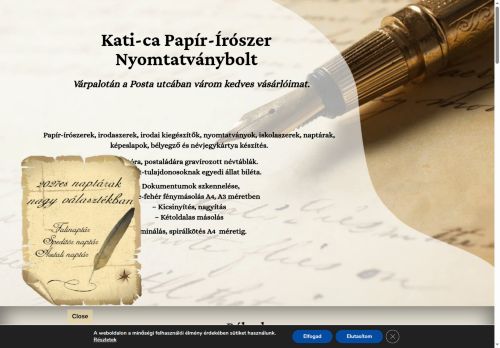 Kati-ca Papír-Írószer
Nyomtatványbolt
Várpalotán a Posta utcában várom kedves vásárlóimat.
Papír-írószerek, irodaszerek, irodai kiegészítők, nyomtatványok, iskolaszerek, naptárak,
képeslapok, bélyegző és névjegykártya készítés.
postaládára gravírozott névtáblák.
-tulajdonosoknak egyedi állat biléta.
Dokumentumok szkennelése,
-fehér fénymásolás A4, A3 méretben
– Kicsinyítés, nagyítás
– Kétoldalas másolás
spirálkötés A4 méretig.
naptárak
nagy választékban
Falinaptár
Speditőr naptár
Asztali naptár
Close
A weboldalon a minőségi felhasználói élmény érdekében sütiket használunk.
Részletek
Elfogad
Elutasítom